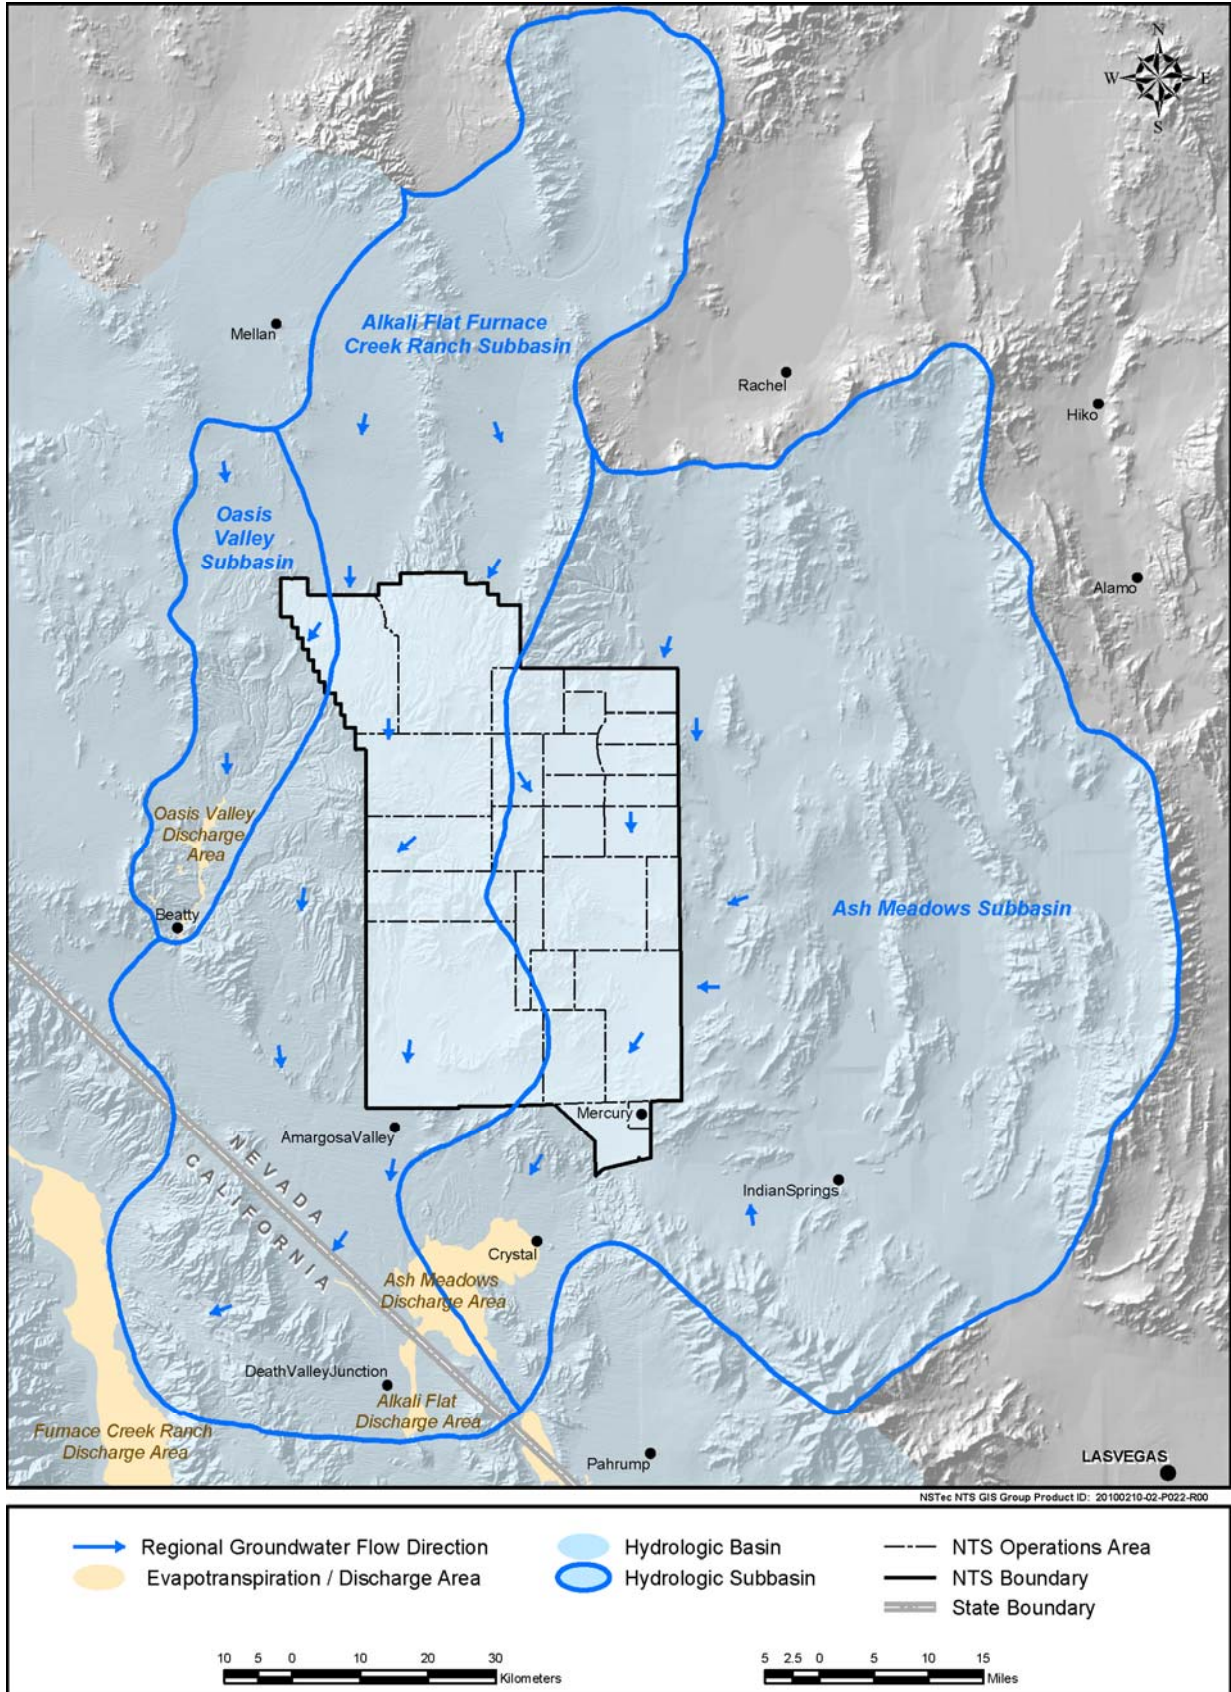 N
W
E
S
Mellan
Alkali Flat Furnace
Creek Ranch Subbasin
Rachel
Hiko
Oasis
Valley
Subbasin
Alamo
Oasis Valley
Discharge
Area
Beatty
Ash Meadows Subbasin
Mercury
AmargosaValley
NEVADA
CALIFORNIA
IndianSprings
Crystal
Ash Meadows
Discharge Area
DeathValleyJunction
Alkali Flat
Discharge Area
Furnace Creek Ranch
Discharge Area
Pahrump
LASVEGAS
NSTec NTS GIS Group Product ID: 20100210-02-P022-R00
Regional Groundwater Flow Direction
Evapotranspiration / Discharge Area
Hydrologic Basin
Hydrologic Subbasin
NTS Operations Area
NTS Boundary
State Boundary
10 5 0 10 20 30
Kilometers
5 2.5 0 5 10 15
Miles